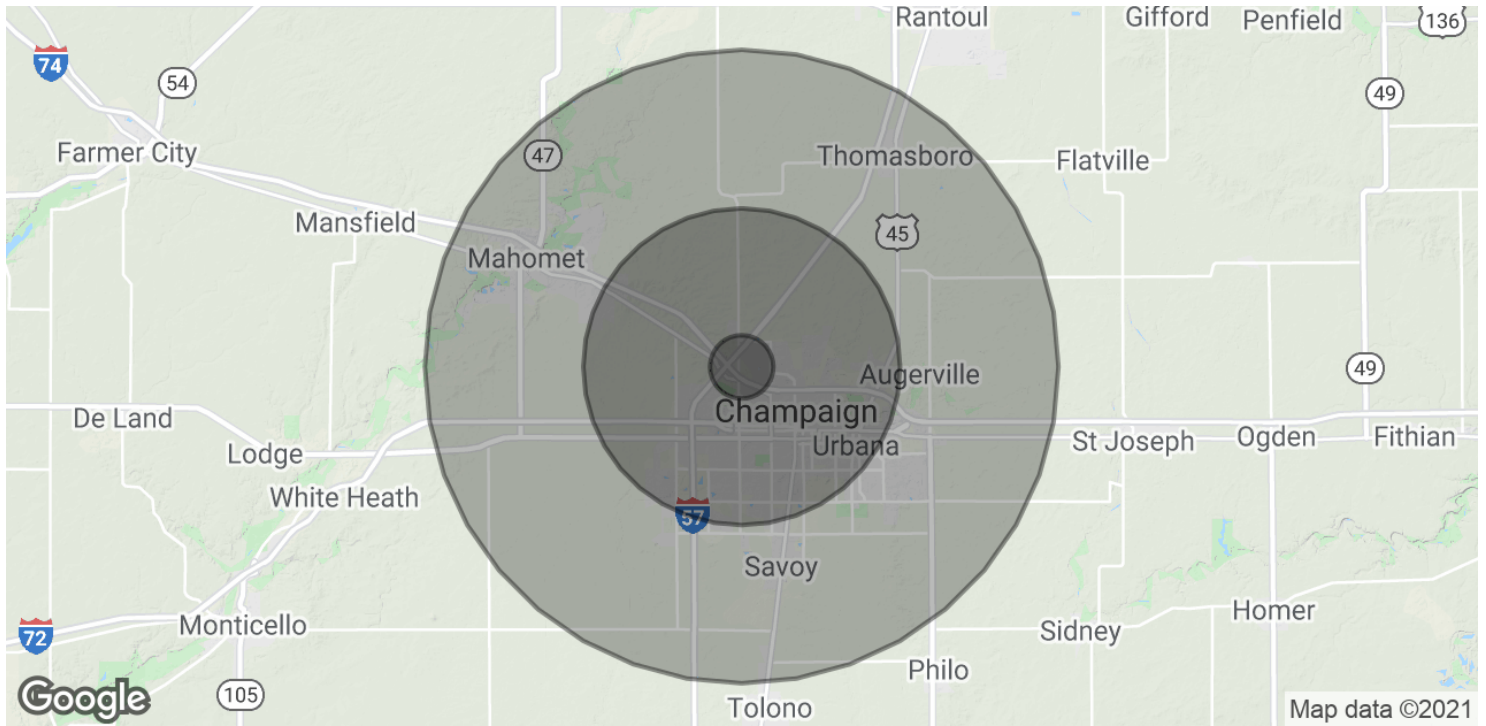 Rantoul
Gifford
Penfield
136
74
54
49
Farmer City
47
Thomasboro
Flatville
Mansfield
45
Mahomet
49
Augerville
De Land
Champaign
Lodge
Urbana
St Joseph
Ogden
Fithian
White Heath
57
Savoy
Homer
Monticello
72
Sidney
Philo
105
Google
Tolono
Map data ©2021